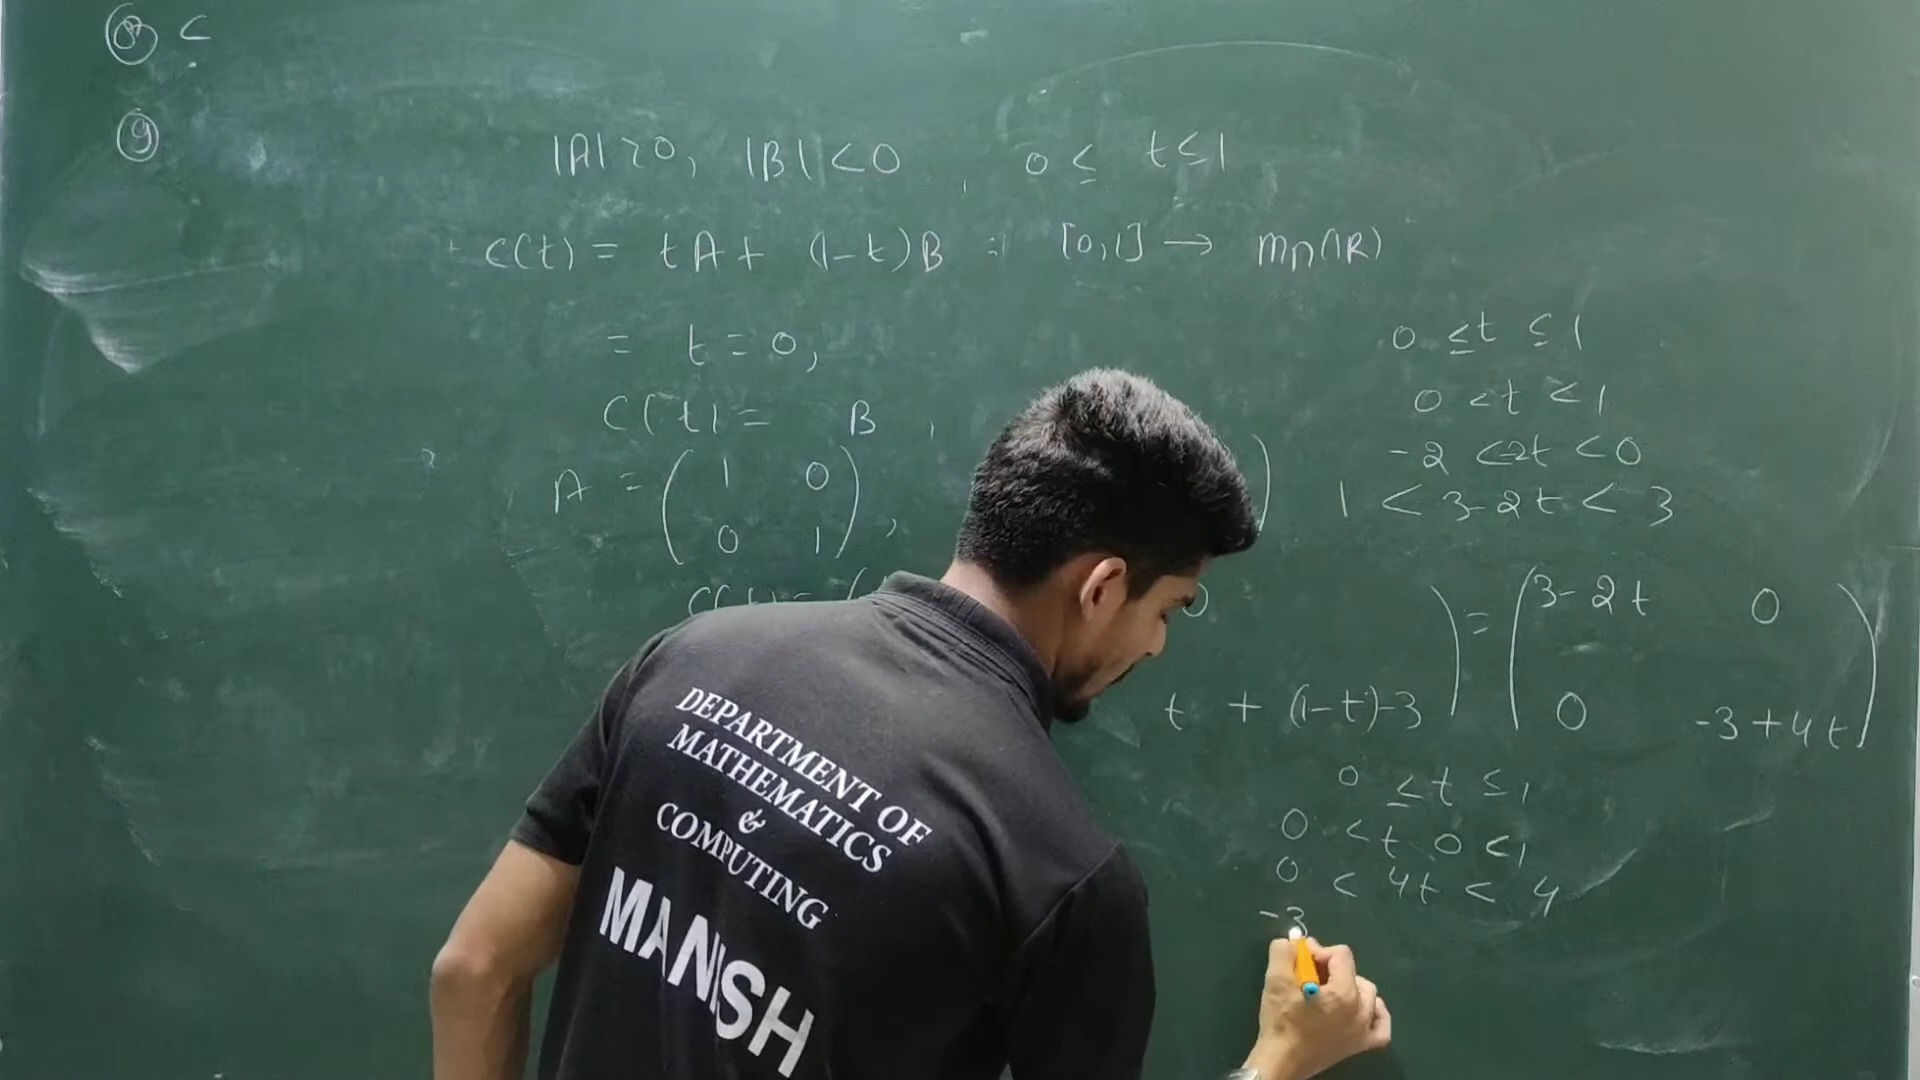 8 C
9
|A| > 0, |B| < 0 , 0 ≤ t ≤ 1
C(t) = tA + (1-t)B : [0,1] → Mn(IR)
= t = 0,
C(t) = B ,
A = ( 1 0
0 1 ) ,
C(t) = ( 0
t + (1-t)-3 ) = ( 3-2t 0
0 -3+4t )
0 ≤ t ≤ 1
0 < t < 1
-2 < -2t < 0
1 < 3-2t < 3
0 ≤ t ≤ 1
0 < t 0 < 1
0 < 4t < 4
-3
DEPARTMENT OF
MATHEMATICS
&
COMPUTING
MANISH